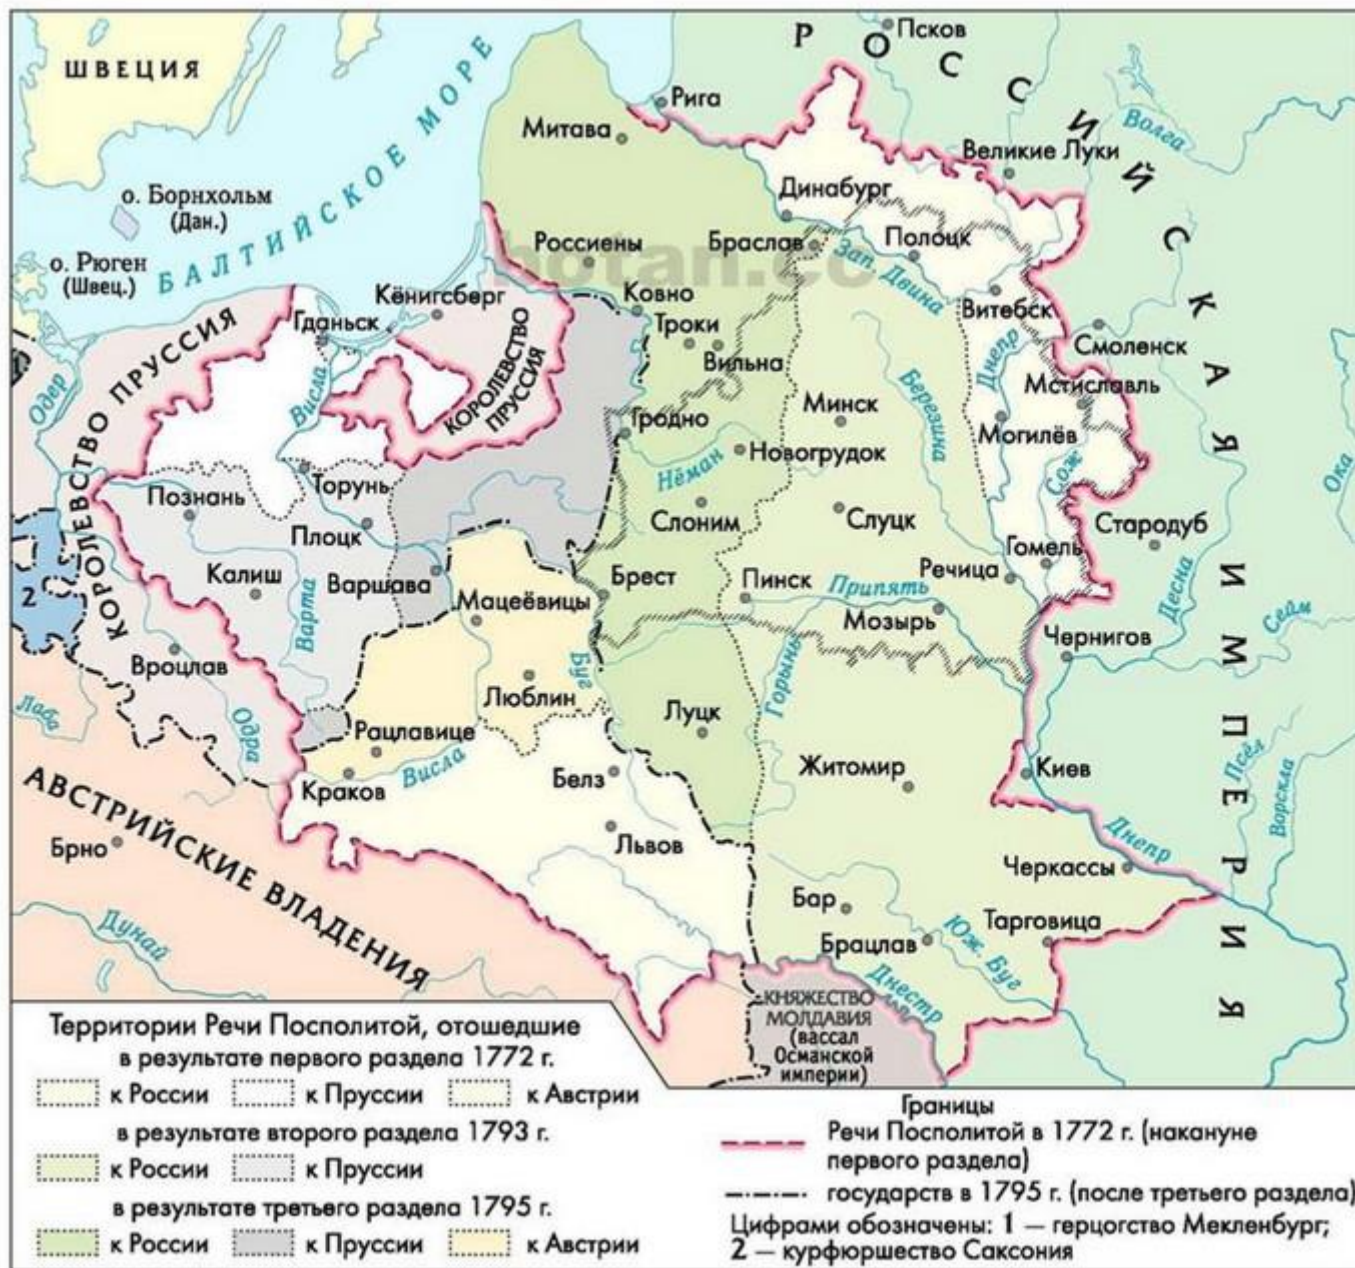 ШВЕЦИЯ
БАЛТИЙСКОЕ МОРЕ
о. Борнхольм
(Дан.)
о. Рюген
(Швец.)
РОССИЙСКАЯ ИМПЕРИЯ
Псков
Рига
Митава
Великие Луки
Волга
Динабург
Полоцк
Браслав
Зап. Двина
Россиены
hotan.cc
Кёнигсберг
Гданьск
Ковно
Троки
Вильна
Витебск
Смоленск
Днепр
Мстиславль
КОРОЛЕВСТВО ПРУССИЯ
КОРОЛЕВСТВО
ПРУССИЯ
Одер
Висла
Березина
Минск
Могилёв
Гродно
Новогрудок
Нёман
Сож
Ока
Торунь
Познань
Плоцк
Слоним
Слуцк
Стародуб
Гомель
Речица
Десна
Калиш
Варта
Варшава
Мацеёвицы
Брест
Пинск
Припять
Мозырь
Сейм
Чернигов
2
Вроцлав
Одра
Лаба
Люблин
Буг
Луцк
Горынь
Рацлавице
Висла
Краков
Белз
Житомир
Киев
Псёл
Ворскла
Львов
АВСТРИЙСКИЕ ВЛАДЕНИЯ
Брно
Дунай
Днепр
Черкассы
Бар
Брацлав
Тарговица
Юж. Буг
Днестр
КНЯЖЕСТВО
МОЛДАВИЯ
(вассал
Османской
империи)
Территории Речи Посполитой, отошедшие
в результате первого раздела 1772 г.
к России к Пруссии к Австрии
в результате второго раздела 1793 г.
к России к Пруссии
в результате третьего раздела 1795 г.
к России к Пруссии к Австрии
Границы
Речи Посполитой в 1772 г. (накануне
первого раздела)
государств в 1795 г. (после третьего раздела)
Цифрами обозначены: 1 — герцогство Мекленбург;
2 — курфюршество Саксония